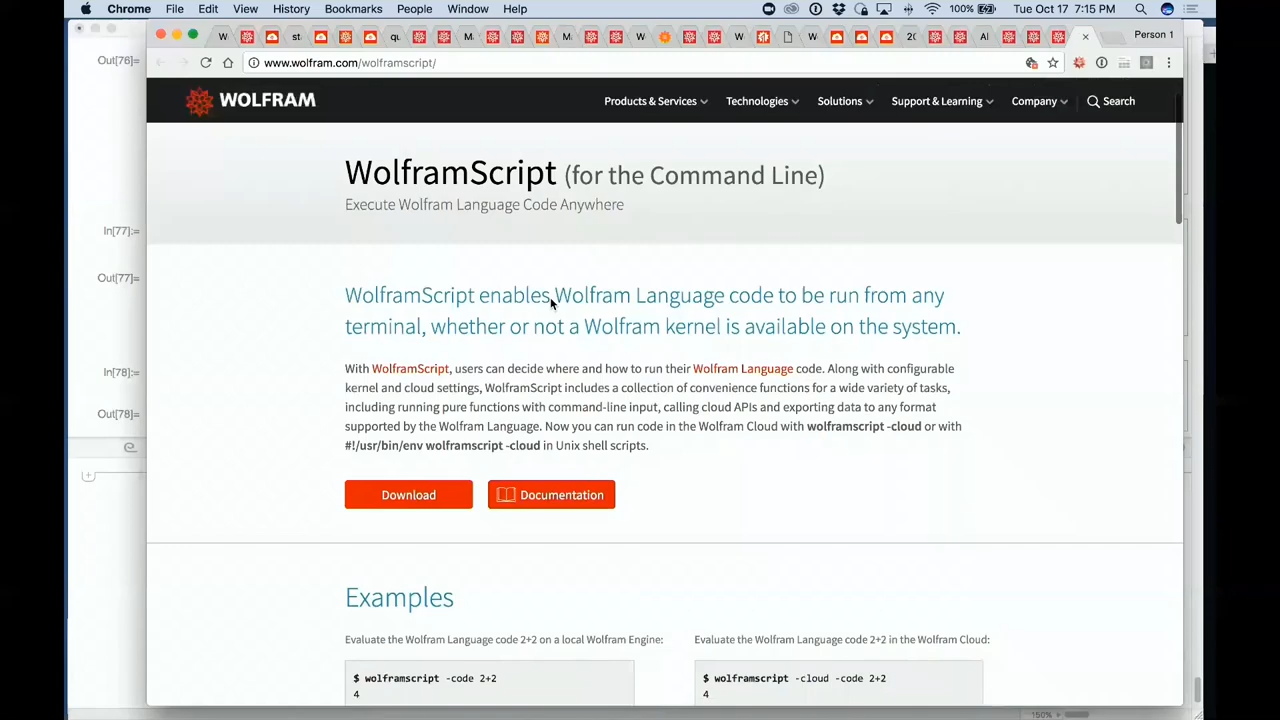 Chrome File Edit View History Bookmarks People Window Help 100% Tue Oct 17 7:15 PM
Person 1
www.wolfram.com/wolframscript/
WOLFRAM Products & Services Technologies Solutions Support & Learning Company Search
WolframScript (for the Command Line)
Execute Wolfram Language Code Anywhere
WolframScript enables Wolfram Language code to be run from any
terminal, whether or not a Wolfram kernel is available on the system.
With WolframScript, users can decide where and how to run their Wolfram Language code. Along with configurable
kernel and cloud settings, WolframScript includes a collection of convenience functions for a wide variety of tasks,
including running pure functions with command-line input, calling cloud APIs and exporting data to any format
supported by the Wolfram Language. Now you can run code in the Wolfram Cloud with wolframscript -cloud or with
#!/usr/bin/env wolframscript -cloud in Unix shell scripts.
Download Documentation
Examples
Evaluate the Wolfram Language code 2+2 on a local Wolfram Engine:
$ wolframscript -code 2+2
4
Evaluate the Wolfram Language code 2+2 in the Wolfram Cloud:
$ wolframscript -cloud -code 2+2
4
Out[76]=
In[77]:=
Out[77]=
In[78]:=
Out[78]=
150%